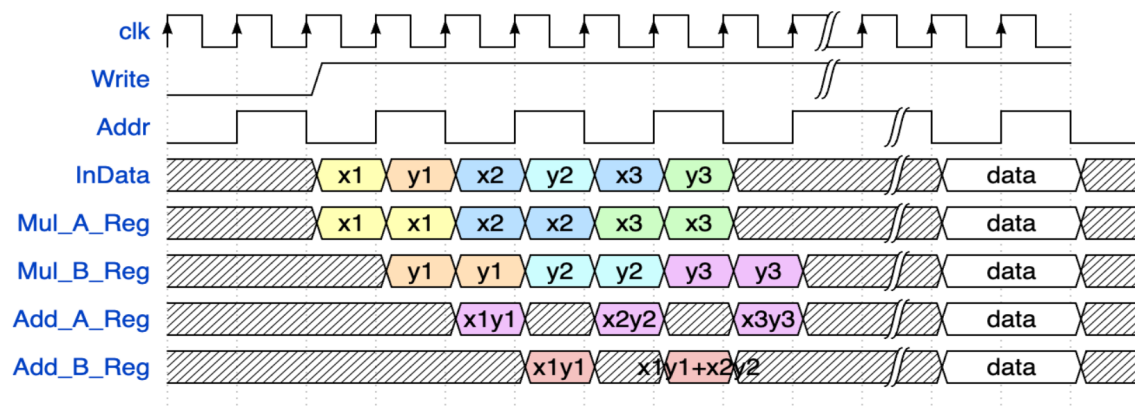 clk
Write
Addr
InData x1 y1 x2 y2 x3 y3 data
Mul_A_Reg x1 x1 x2 x2 x3 x3 data
Mul_B_Reg y1 y1 y2 y2 y3 y3 data
Add_A_Reg x1y1 x2y2 x3y3 data
Add_B_Reg x1y1 x1y1+x2y2 data